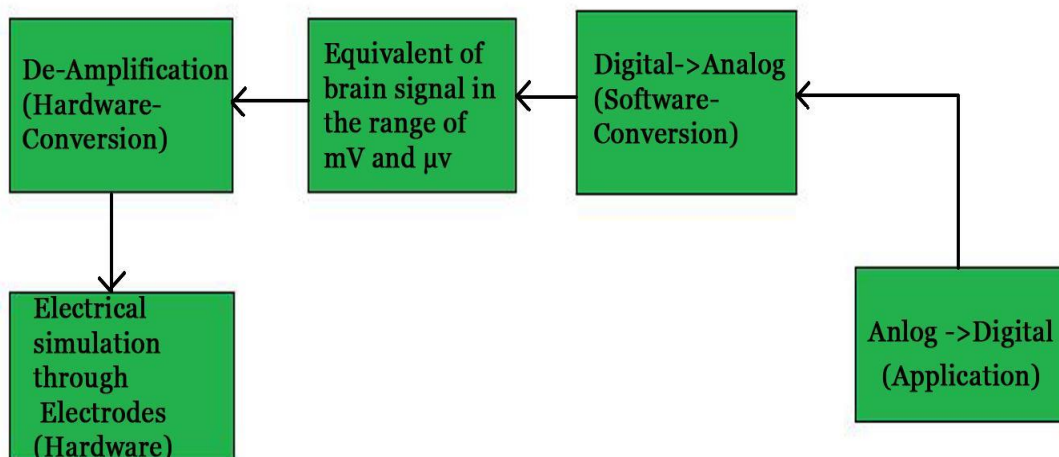 De-Amplification
(Hardware-
Conversion)
Equivalent of
brain signal in
the range of
mV and µv
Digital->Analog
(Software-
Conversion)
Electrical
simulation
through
Electrodes
(Hardware)
Anlog ->Digital
(Application)